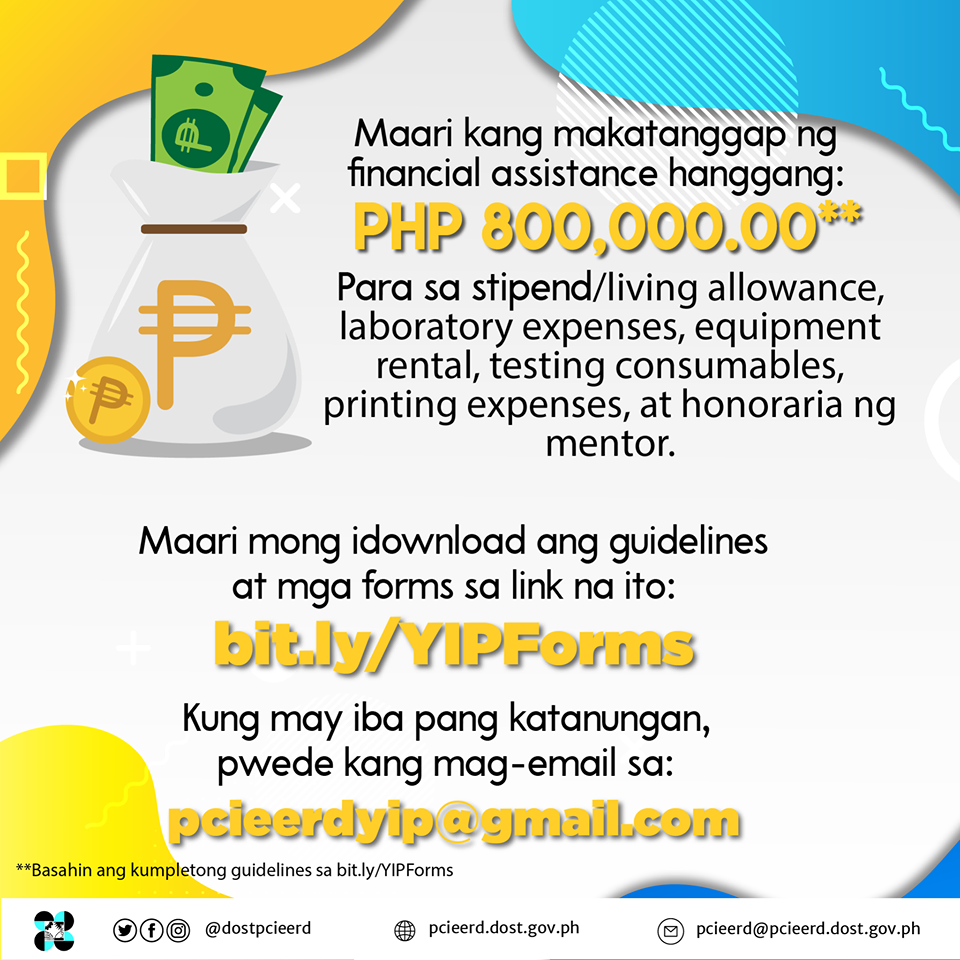 Maari kang makatanggap ng
financial assistance hanggang:
PHP 800,000.00**
Para sa stipend/living allowance,
laboratory expenses, equipment
rental, testing consumables,
printing expenses, at honoraria ng
mentor.
Maari mong idownload ang guidelines
at mga forms sa link na ito:
bit.ly/YIPForms
Kung may iba pang katanungan,
pwede kang mag-email sa:
pcieerdyip@gmail.com
**Basahin ang kumpletong guidelines sa bit.ly/YIPForms
@dostpcieerd pcieerd.dost.gov.ph pcieerd@pcieerd.dost.gov.ph